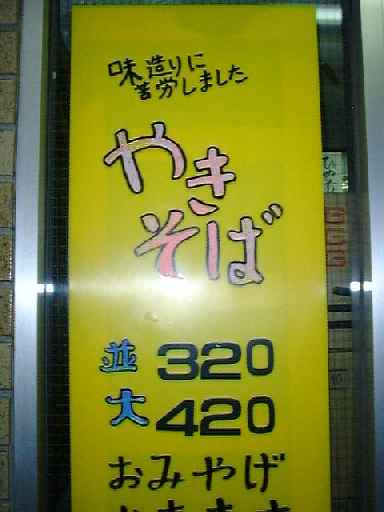 味造りに
苦労しました
やき
そば
並 320
大 420
おみやげ